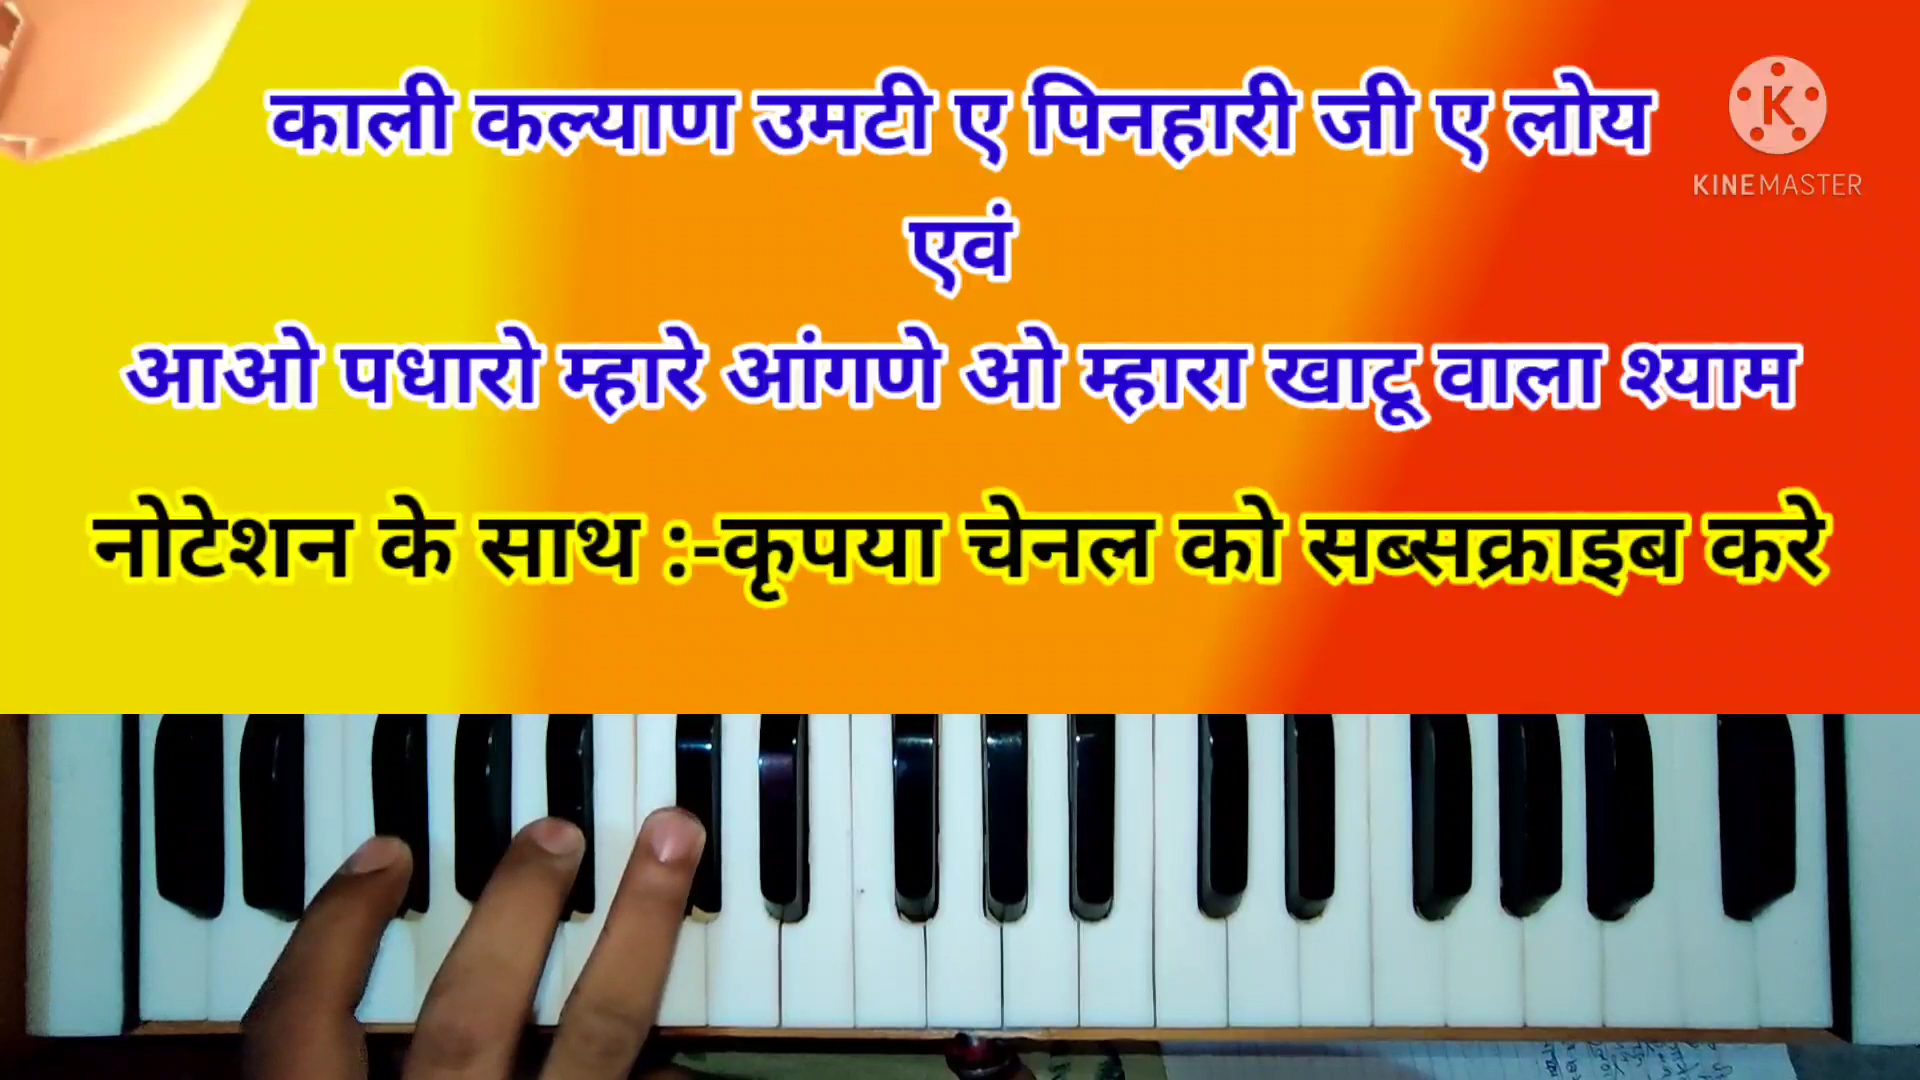 काली कल्याण उमटी ए पिनहारी जी ए लोय
एवं
आओ पधारो म्हारे आंगणे ओ म्हारा खाटू वाला श्याम
नोटेशन के साथ :-कृपया चेनल को सब्सक्राइब करे
K
KINEMASTER